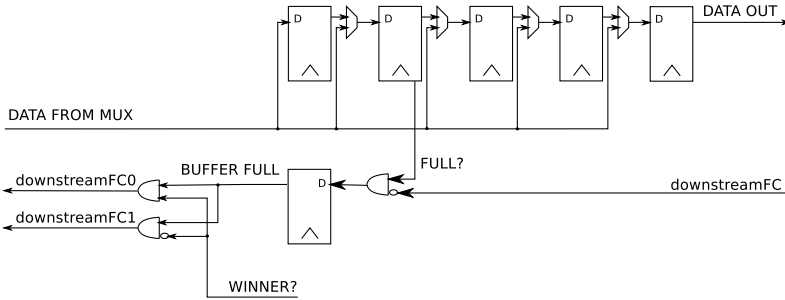 D
D
D
D
D
DATA OUT
DATA FROM MUX
FULL?
BUFFER FULL
D
downstreamFC0
downstreamFC
downstreamFC1
WINNER?